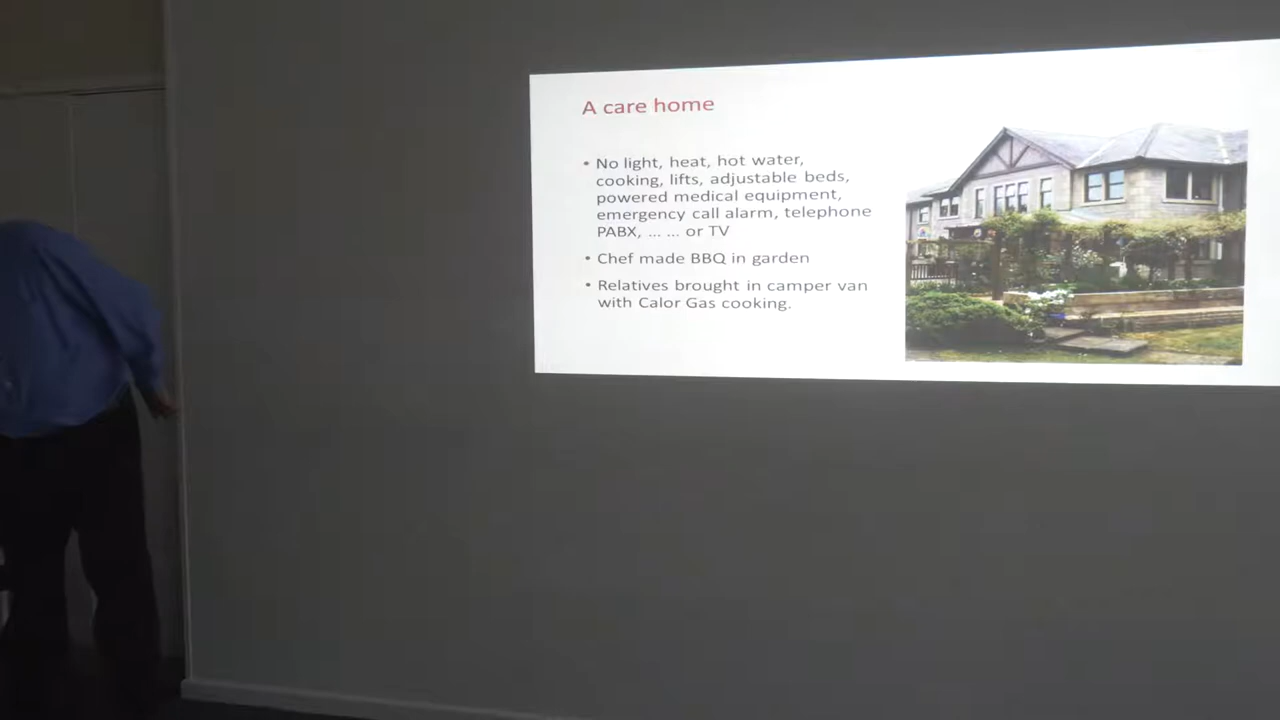 A care home
• No light, heat, hot water,
cooking, lifts, adjustable beds,
powered medical equipment,
emergency call alarm, telephone
PABX, ... ... or TV
• Chef made BBQ in garden
• Relatives brought in camper van
with Calor Gas cooking.